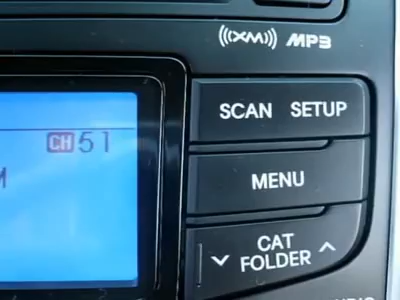 ((XM)) MP3
SCAN SETUP
CH 51
MENU
CAT
FOLDER